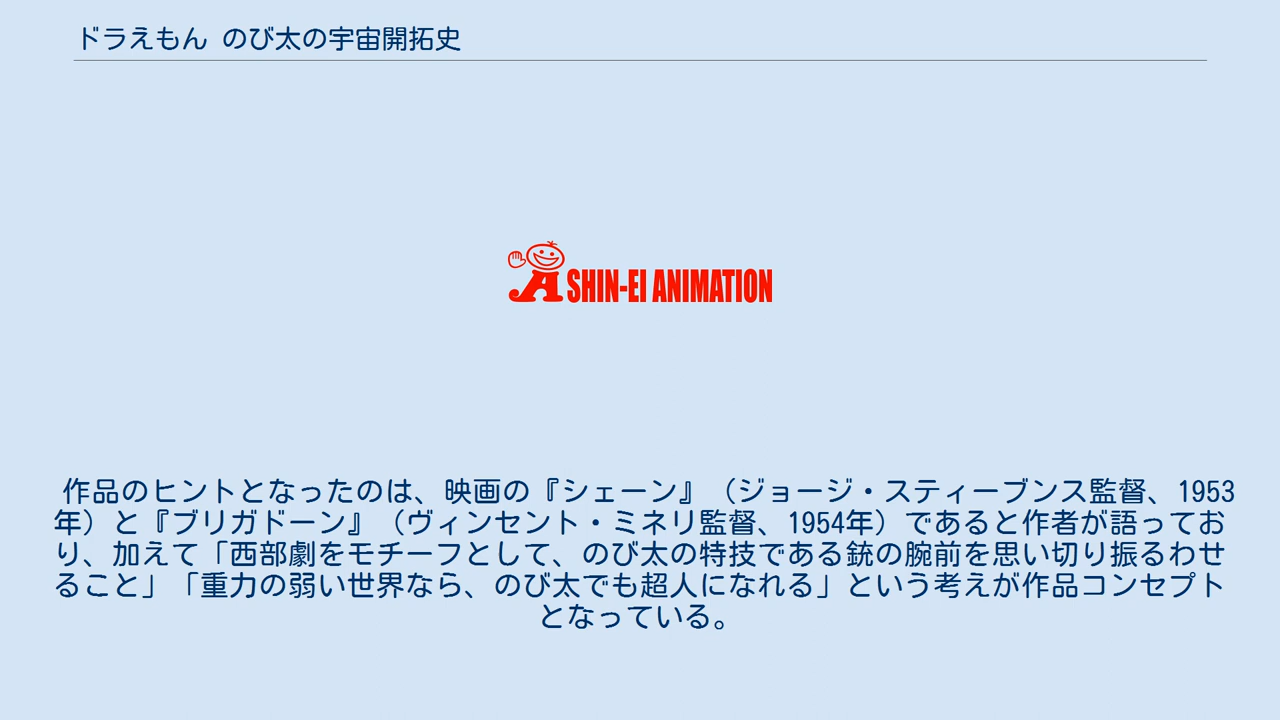 ドラえもん のび太の宇宙開拓史
A SHIN-EI ANIMATION
作品のヒントとなったのは、映画の『シェーン』（ジョージ・スティーブンス監督、1953
年）と『ブリガドーン』（ヴィンセント・ミネリ監督、1954年）であると作者が語ってお
り、加えて「西部劇をモチーフとして、のび太の特技である銃の腕前を思い切り振るわせ
ること」「重力の弱い世界なら、のび太でも超人になれる」という考えが作品コンセプト
となっている。